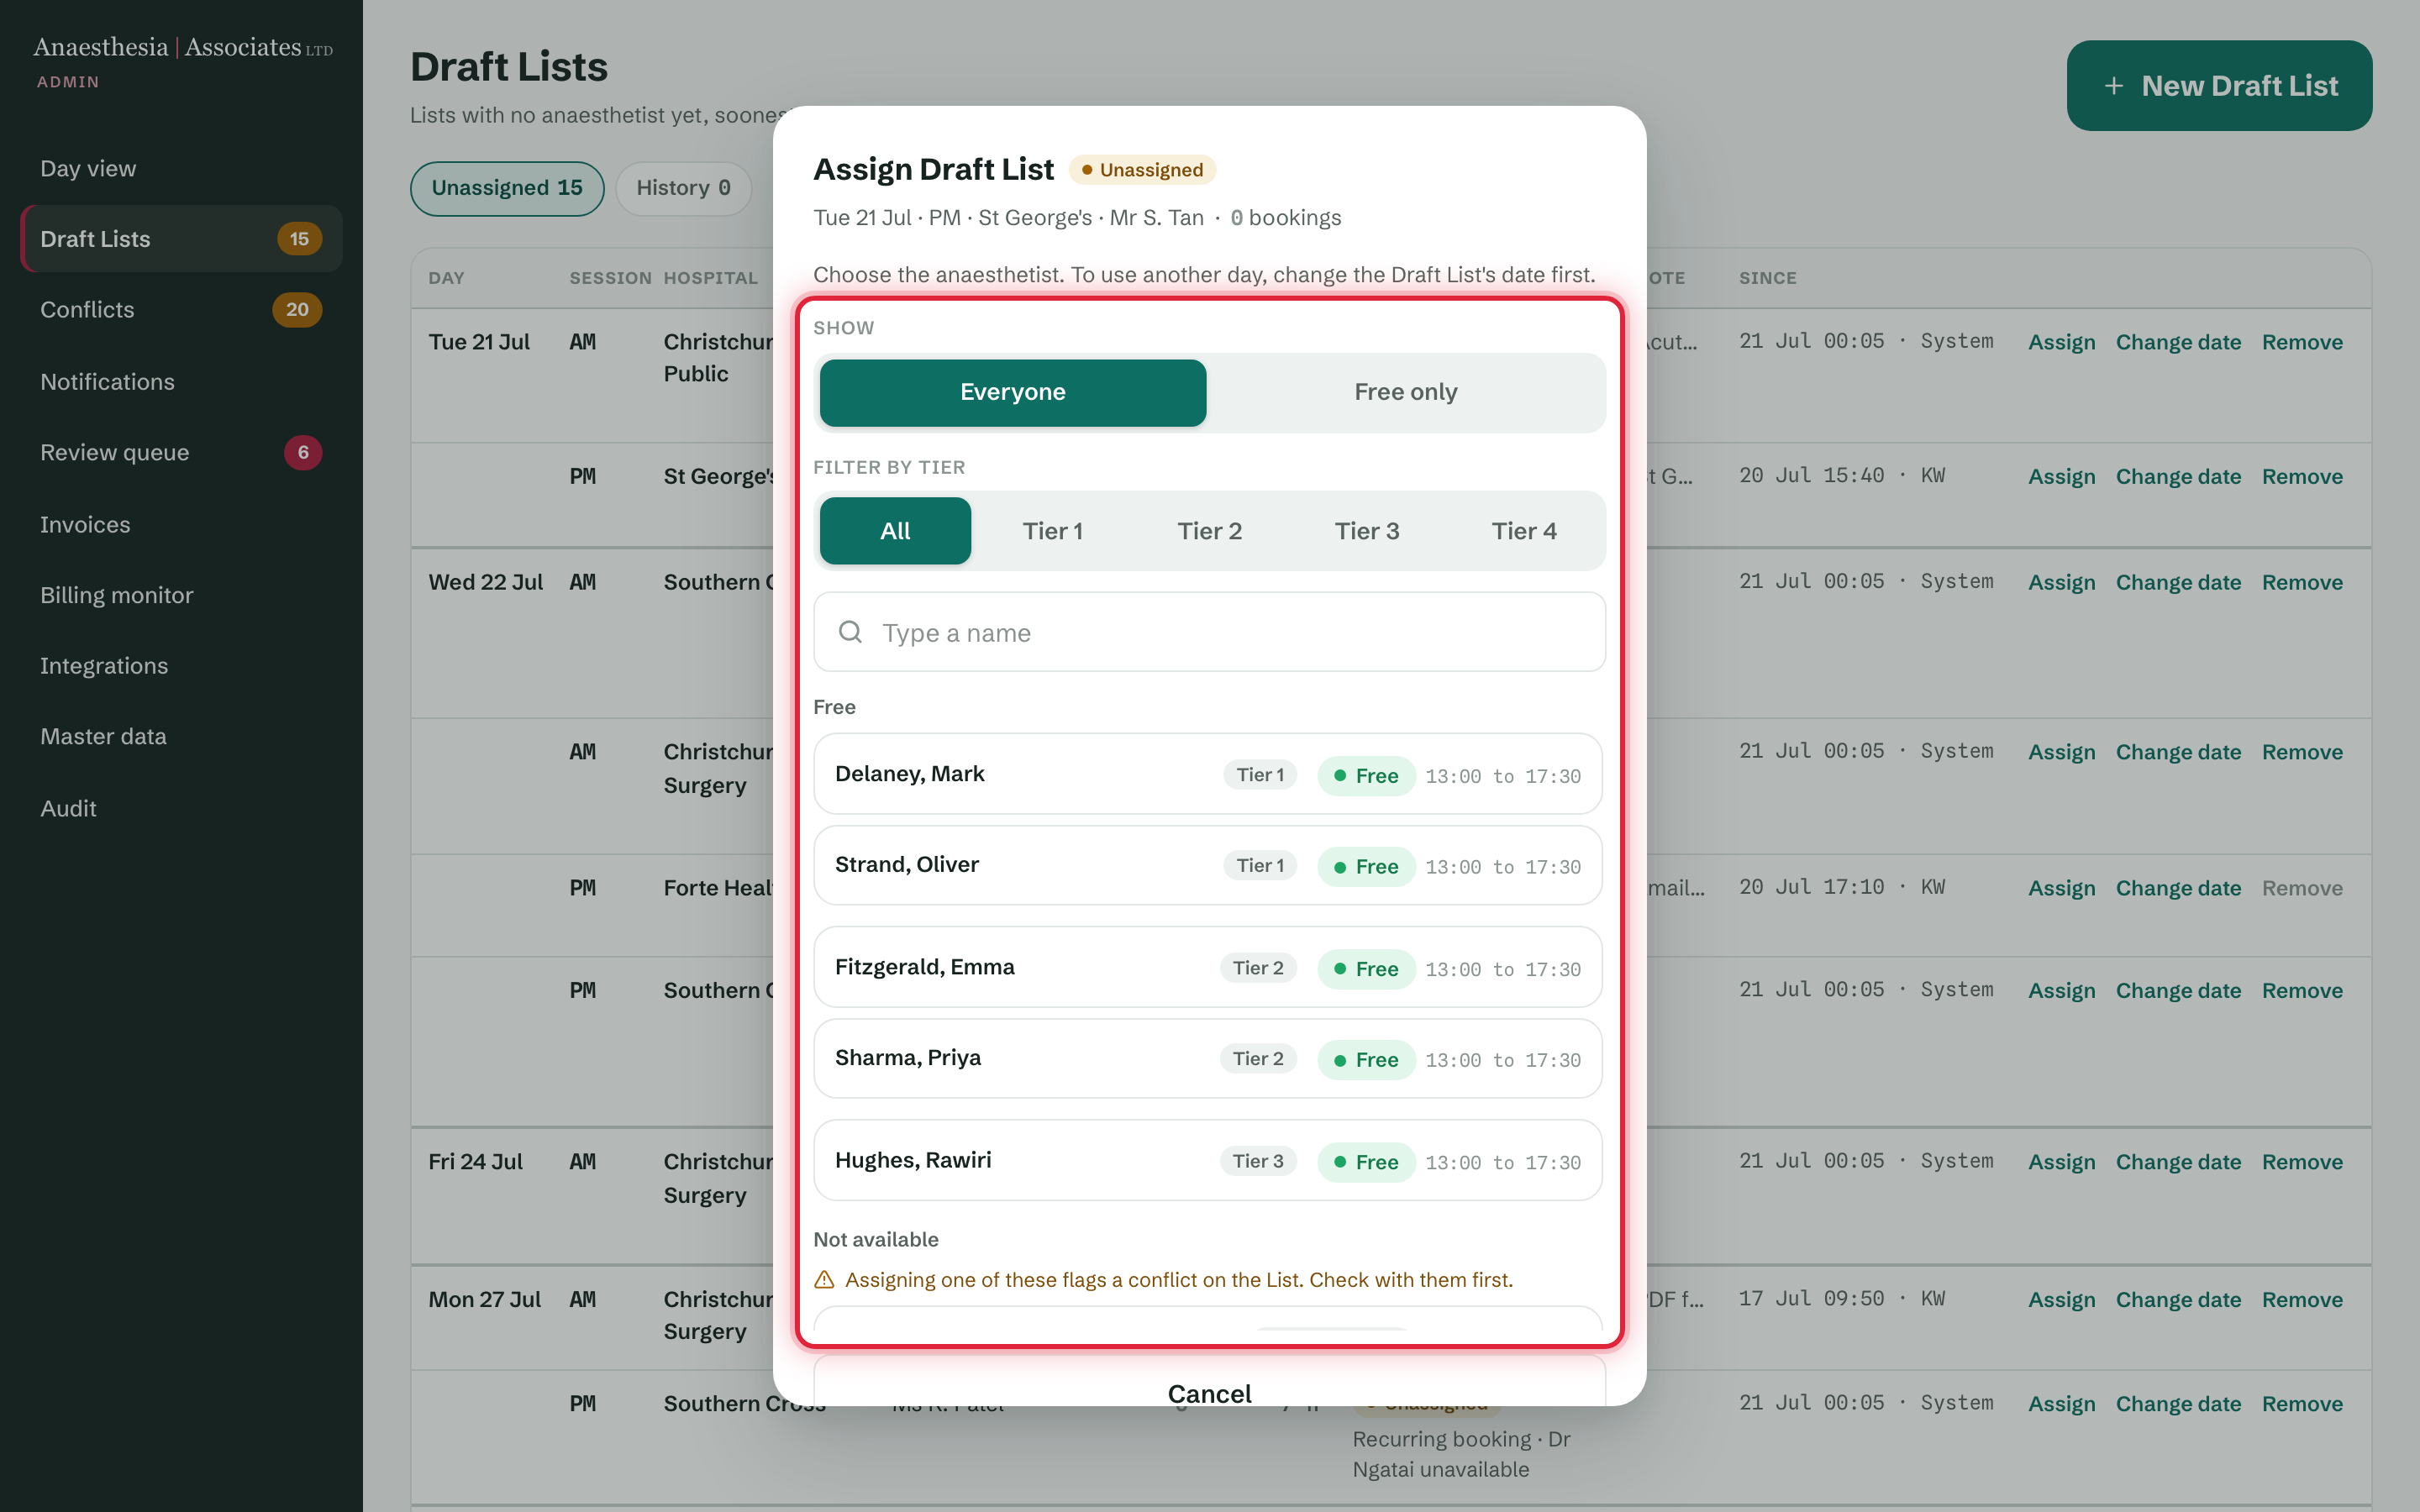 Anaesthesia | Associates LTD
ADMIN
Day view
Draft Lists 15
Conflicts 20
Notifications
Review queue 6
Invoices
Billing monitor
Integrations
Master data
Audit
Draft Lists
Lists with no anaesthetist yet,
+ New Draft List
Unassigned 15 History 0
DAY SESSION HOSPITAL SINCE
Tue 21 Jul AM 21 Jul 00:05 · System Assign Change date Remove
Public
PM St George's 20 Jul 15:40 · KW Assign Change date Remove
Wed 22 Jul AM Southern 21 Jul 00:05 · System Assign Change date Remove
AM 21 Jul 00:05 · System Assign Change date Remove
Surgery
PM Forte 20 Jul 17:10 · KW Assign Change date Remove
PM Southern 21 Jul 00:05 · System Assign Change date Remove
Fri 24 Jul AM 21 Jul 00:05 · System Assign Change date Remove
Surgery
Mon 27 Jul AM 17 Jul 09:50 · KW Assign Change date Remove
Surgery
PM Southern Cross Ms R. Patel Unassigned 21 Jul 00:05 · System Assign Change date Remove
Recurring booking · Dr
Ngatai unavailable
Assign Draft List Unassigned
Tue 21 Jul · PM · St George's · Mr S. Tan · 0 bookings
Choose the anaesthetist. To use another day, change the Draft List's date first.
SHOW
Everyone Free only
FILTER BY TIER
All Tier 1 Tier 2 Tier 3 Tier 4
Type a name
Free
Delaney, Mark Tier 1 Free 13:00 to 17:30
Strand, Oliver Tier 1 Free 13:00 to 17:30
Fitzgerald, Emma Tier 2 Free 13:00 to 17:30
Sharma, Priya Tier 2 Free 13:00 to 17:30
Hughes, Rawiri Tier 3 Free 13:00 to 17:30
Not available
Assigning one of these flags a conflict on the List. Check with them first.
Cancel